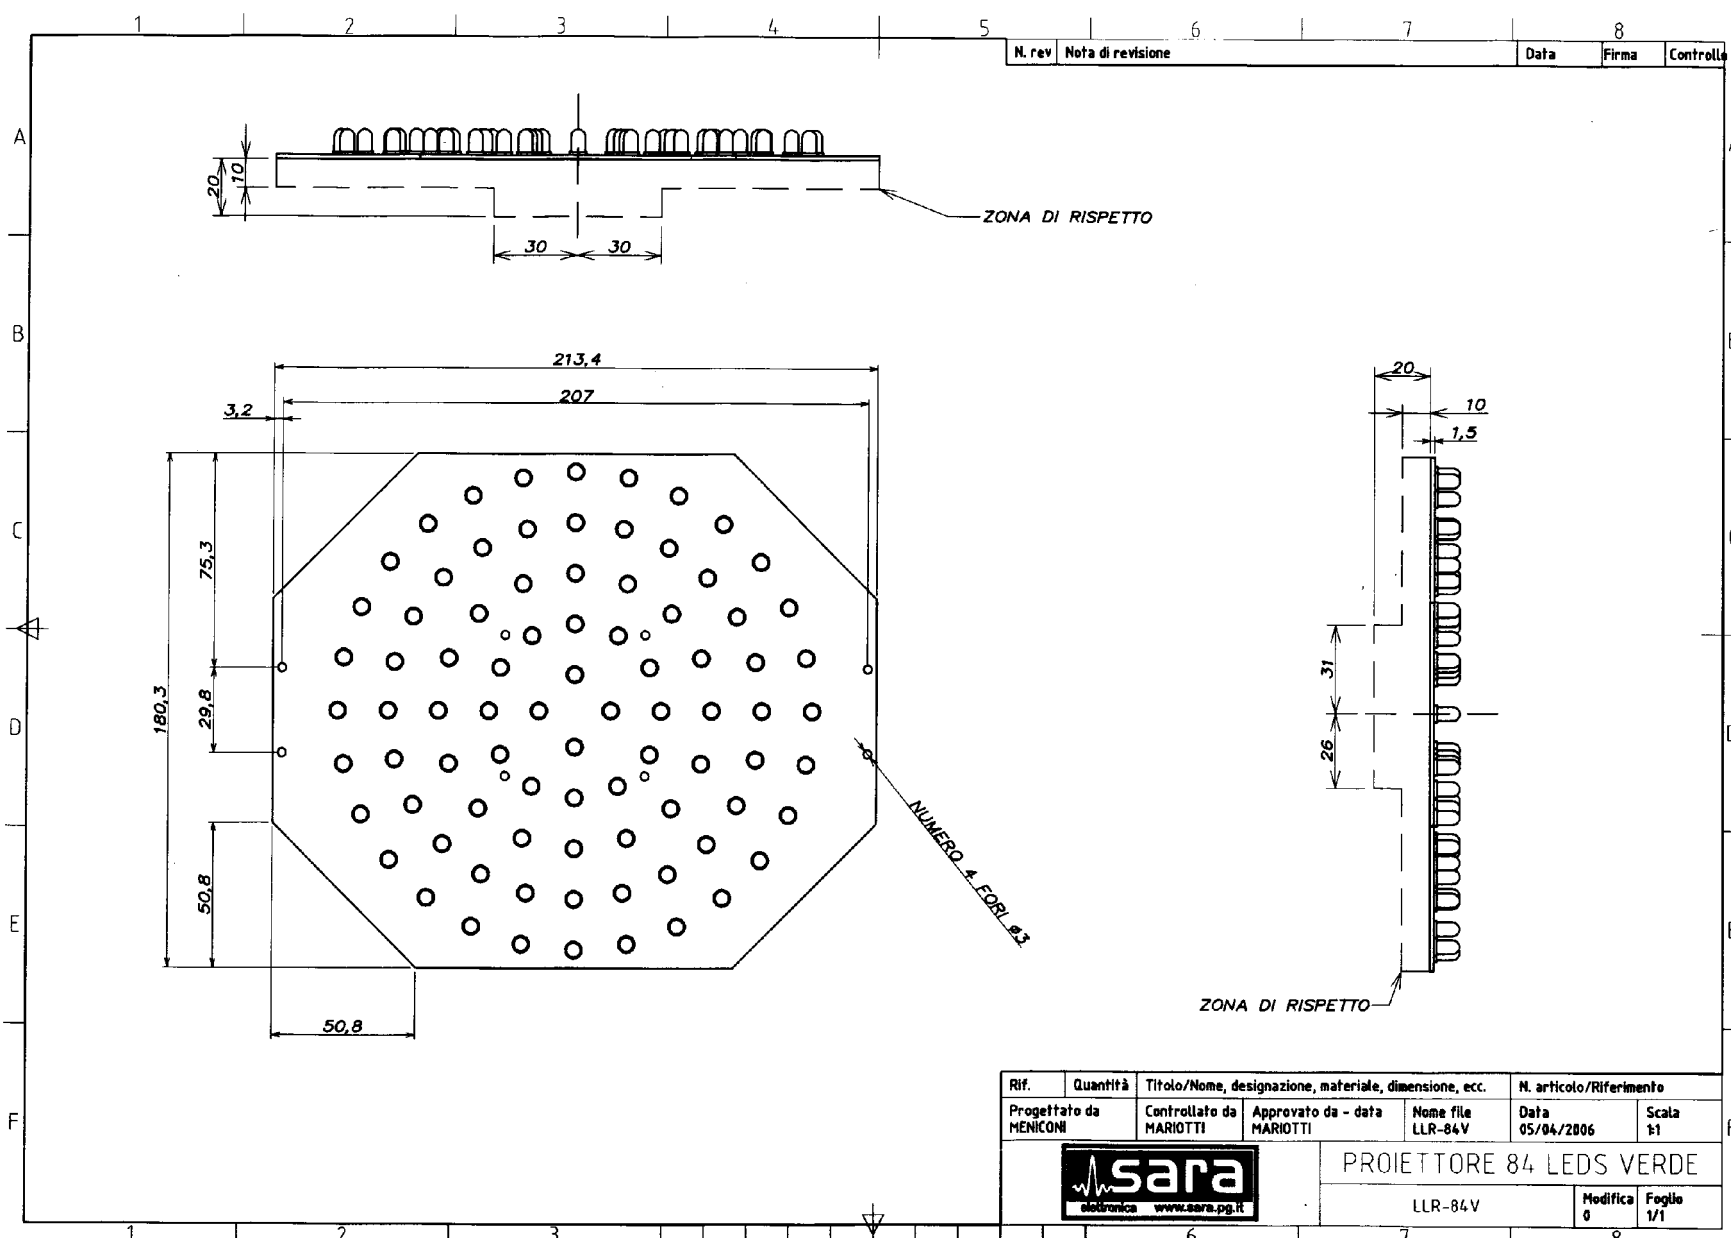 1 2 3 4 5 6 7 8
N. rev Nota di revisione Data Firma Controllo
A
20
10
ZONA DI RISPETTO
30 30
B
213,4
207
3,2
20
10
1,5
C
75,3
31
D
180,3
29,8
26
NUMERO 4 FORI ø3
E
50,8
50,8
ZONA DI RISPETTO
F
Rif. Quantità Titolo/Nome, designazione, materiale, dimensione, ecc. N. articolo/Riferimento
Progettato da Controllato da Approvato da - data Nome file Data Scala
MENICONI MARIOTTI MARIOTTI LLR-84V 05/04/2006 1:1
sara
elettronica www.sara.pg.it
PROIETTORE 84 LEDS VERDE
LLR-84V
Modifica Foglio
0 1/1
1 2 3 6 7 8